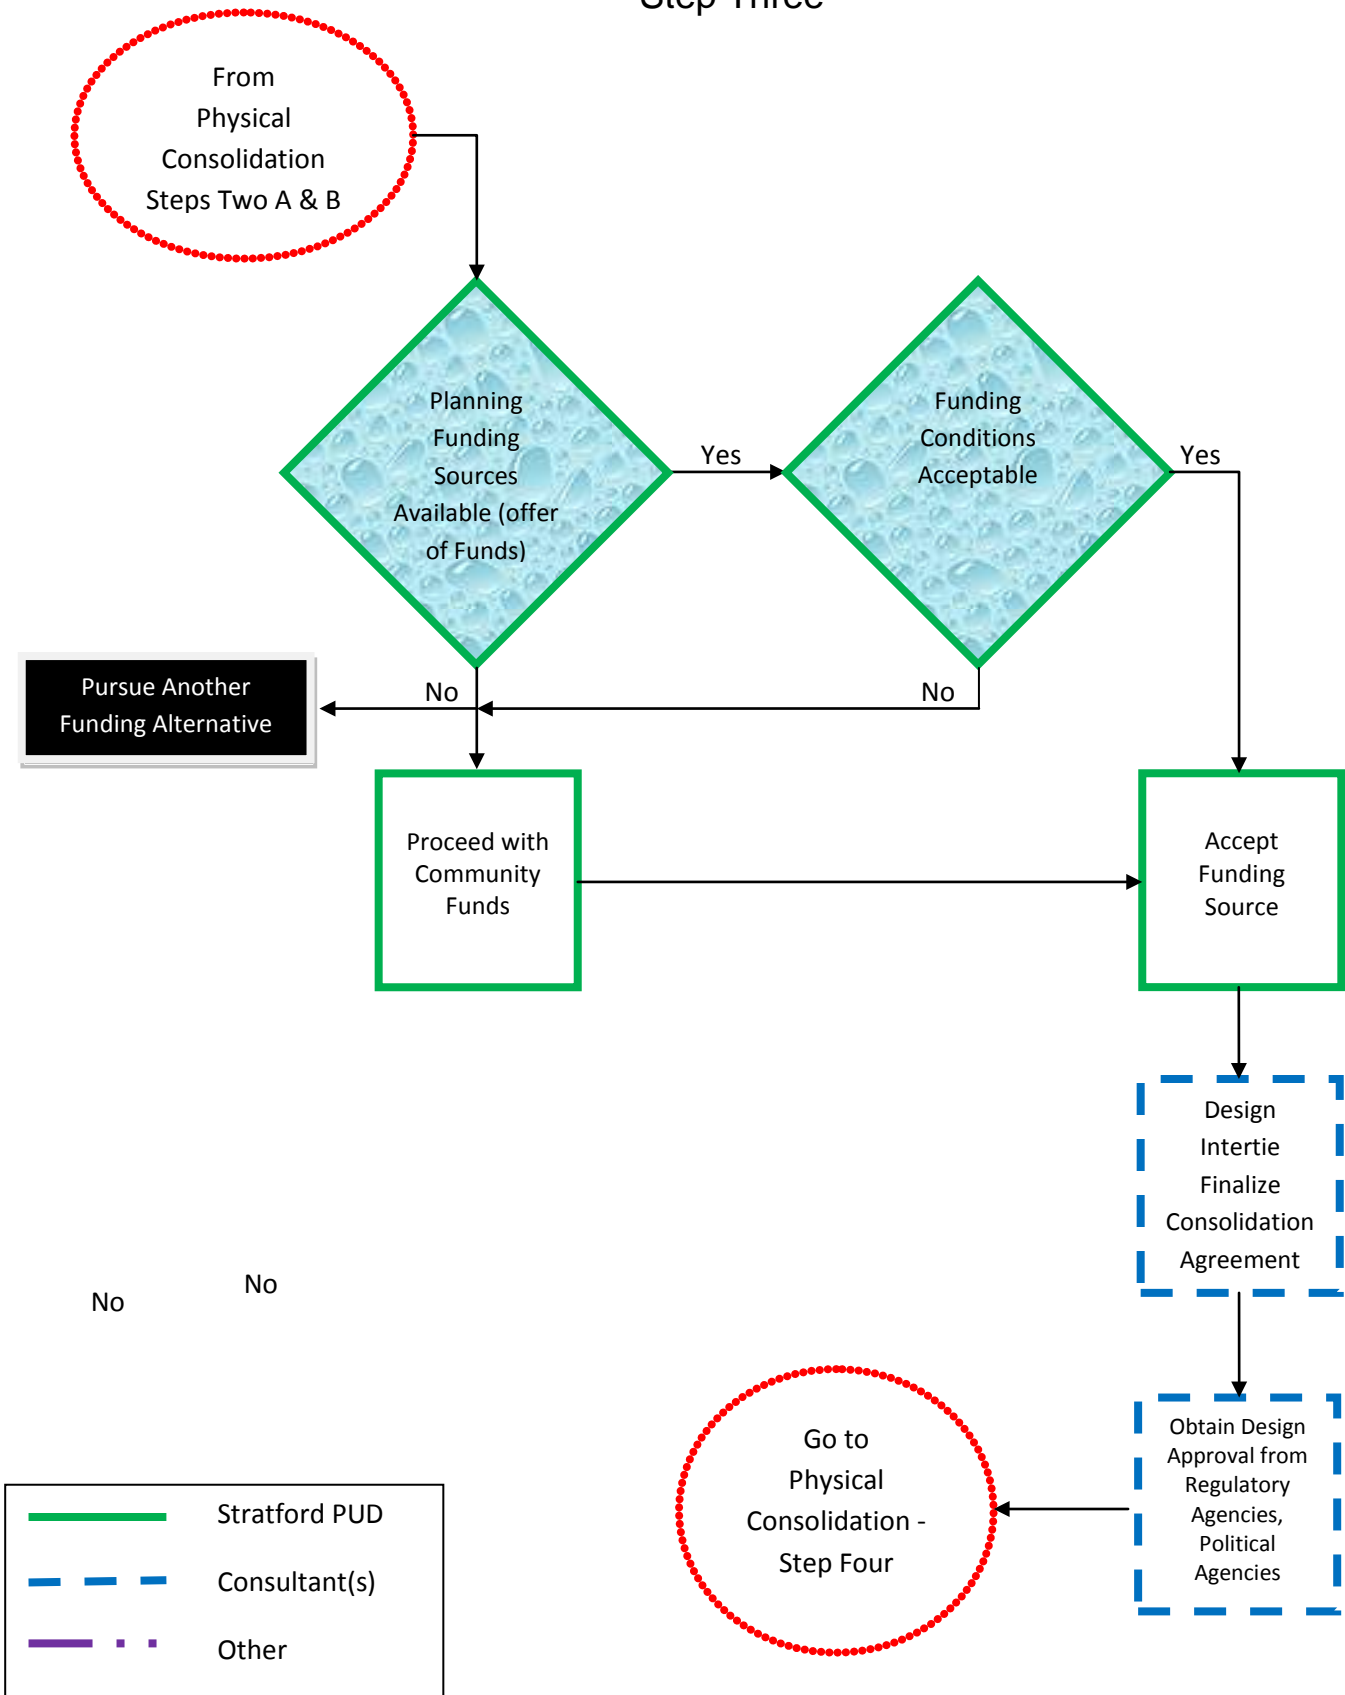 Step Three
From
Physical
Consolidation
Steps Two A & B
Planning
Funding
Sources
Available (offer
of Funds)
Yes
Funding
Conditions
Acceptable
Yes
No
No
Pursue Another
Funding Alternative
Proceed with
Community
Funds
Accept
Funding
Source
Design
Intertie
Finalize
Consolidation
Agreement
No
No
Obtain Design
Approval from
Regulatory
Agencies,
Political
Agencies
Go to
Physical
Consolidation -
Step Four
Stratford PUD
Consultant(s)
Other